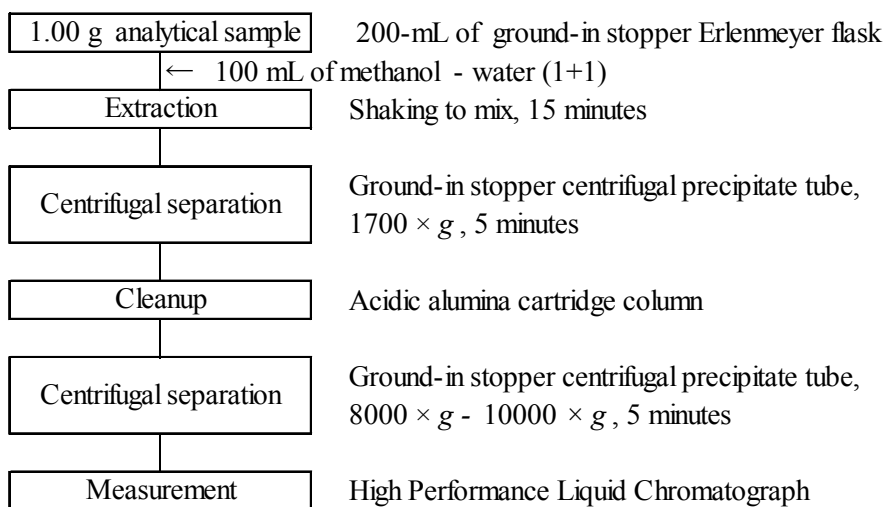 1.00 g analytical sample 200-mL of ground-in stopper Erlenmeyer flask
← 100 mL of methanol - water (1+1)
Extraction Shaking to mix, 15 minutes
Centrifugal separation
Ground-in stopper centrifugal precipitate tube,
1700 × g , 5 minutes
Cleanup Acidic alumina cartridge column
Centrifugal separation
Ground-in stopper centrifugal precipitate tube,
8000 × g - 10000 × g , 5 minutes
Measurement High Performance Liquid Chromatograph